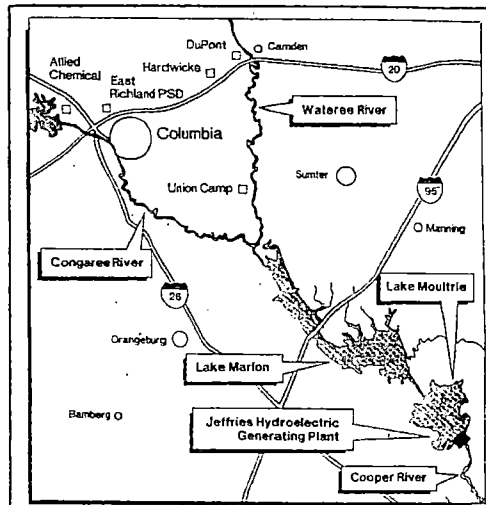 DuPont
Camden
Allied
Chemical
Hardwicke
East
Richland PSD
20
Columbia
Wateree River
Union Camp
Sumter
95
Manning
Congaree River
Lake Moultrie
26
Orangeburg
Lake Marion
Jeffries Hydroelectric
Generating Plant
Bamberg
Cooper River